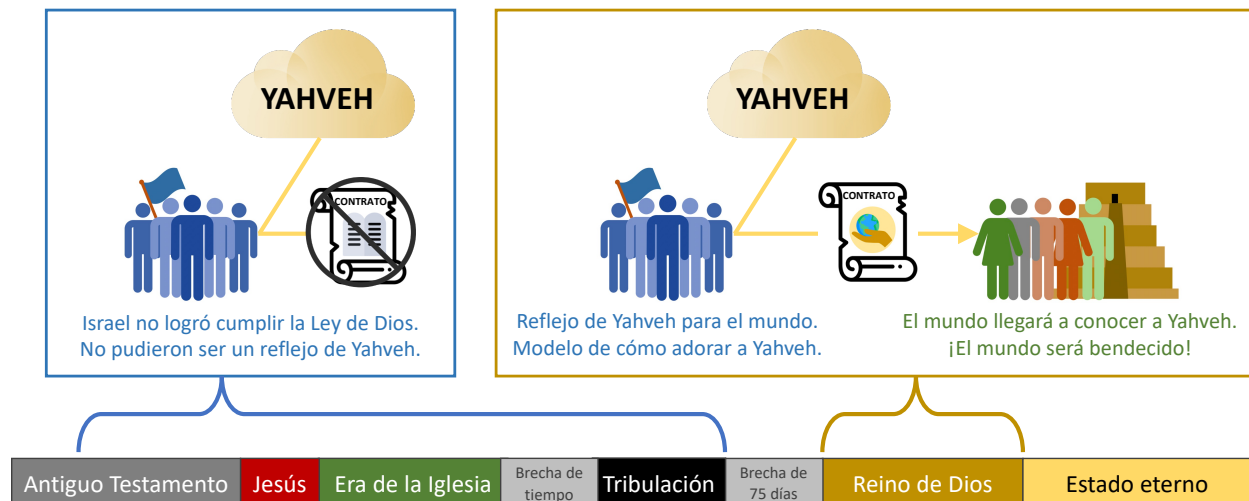 YAHVEH
CONTRATO
Israel no logró cumplir la Ley de Dios.
No pudieron ser un reflejo de Yahveh.
YAHVEH
CONTRATO
Reflejo de Yahveh para el mundo.
Modelo de cómo adorar a Yahveh.
El mundo llegará a conocer a Yahveh.
¡El mundo será bendecido!
Antiguo Testamento
Jesús
Era de la Iglesia
Brecha de
tiempo
Tribulación
Brecha de
75 días
Reino de Dios
Estado eterno